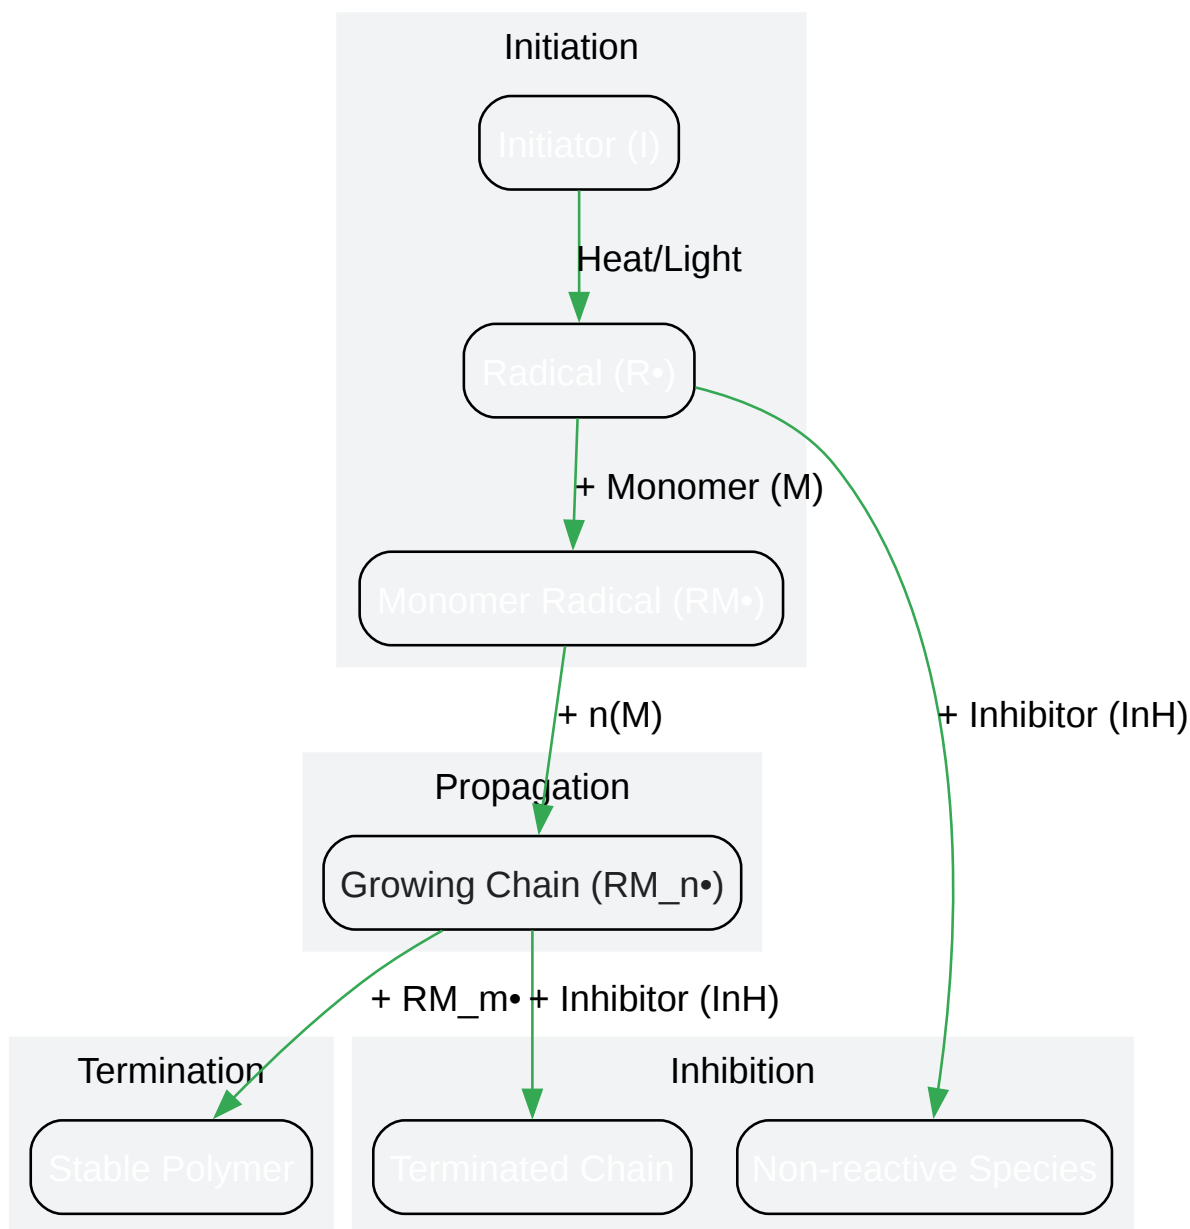 Initiation
Initiator (I)
Heat/Light
Radical (R•)
+ Monomer (M)
Monomer Radical (RM•)
+ n(M)
+ Inhibitor (InH)
Propagation
Growing Chain (RM_n•)
+ RM_m•
+ Inhibitor (InH)
Termination
Inhibition
Stable Polymer
Terminated Chain
Non-reactive Species